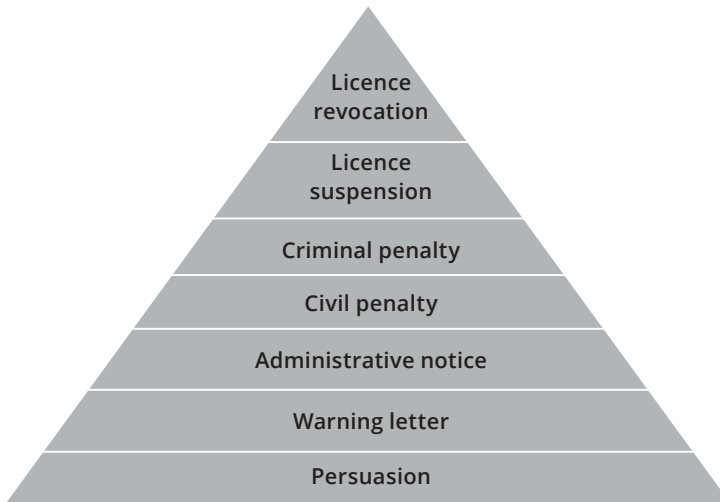 Licence
revocation
Licence
suspension
Criminal penalty
Civil penalty
Administrative notice
Warning letter
Persuasion